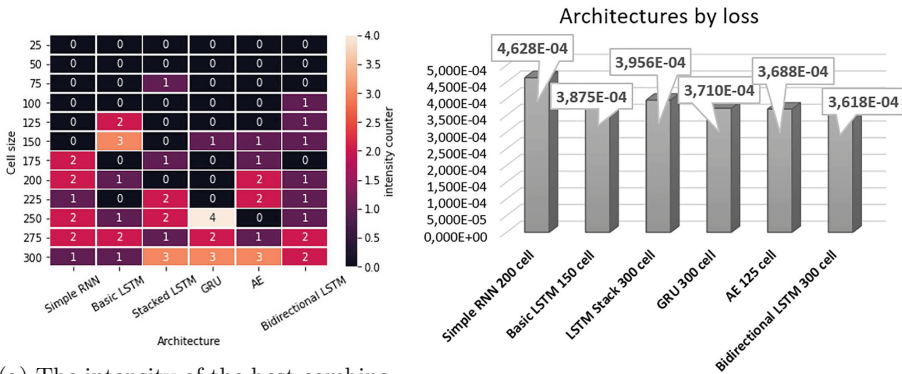 25 0 0 0 0 0 0
50 0 0 0 0 0 0
75 0 0 1 0 0 0
100 0 0 0 0 0 1
125 0 2 0 0 0 1
150 0 3 0 1 1 1
175 2 0 1 0 1 0
200 2 1 0 0 2 1
225 1 0 2 0 2 1
250 2 1 2 4 0 1
275 2 2 1 2 1 2
300 1 1 3 3 3 2
Cell size
Simple RNN
Basic LSTM
Stacked LSTM
GRU
AE
Bidirectional LSTM
Architecture
4.0
3.5
3.0
2.5
2.0
1.5
1.0
0.5
0.0
intensity counter
Architectures by loss
4,628E-04
3,875E-04
3,956E-04
3,710E-04
3,688E-04
3,618E-04
5,000E-04
4,500E-04
4,000E-04
3,500E-04
3,000E-04
2,500E-04
2,000E-04
1,500E-04
1,000E-04
5,000E-05
0,000E+00
Simple RNN 200 cell
Basic LSTM 150 cell
LSTM Stack 300 cell
GRU 300 cell
AE 125 cell
Bidirectional LSTM 300 cell
(a) The intensity of the best combine